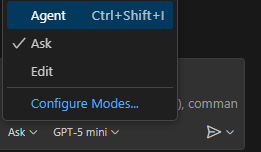 Agent Ctrl+Shift+I
Ask
Edit
Configure Modes...
), comman
Ask GPT-5 mini